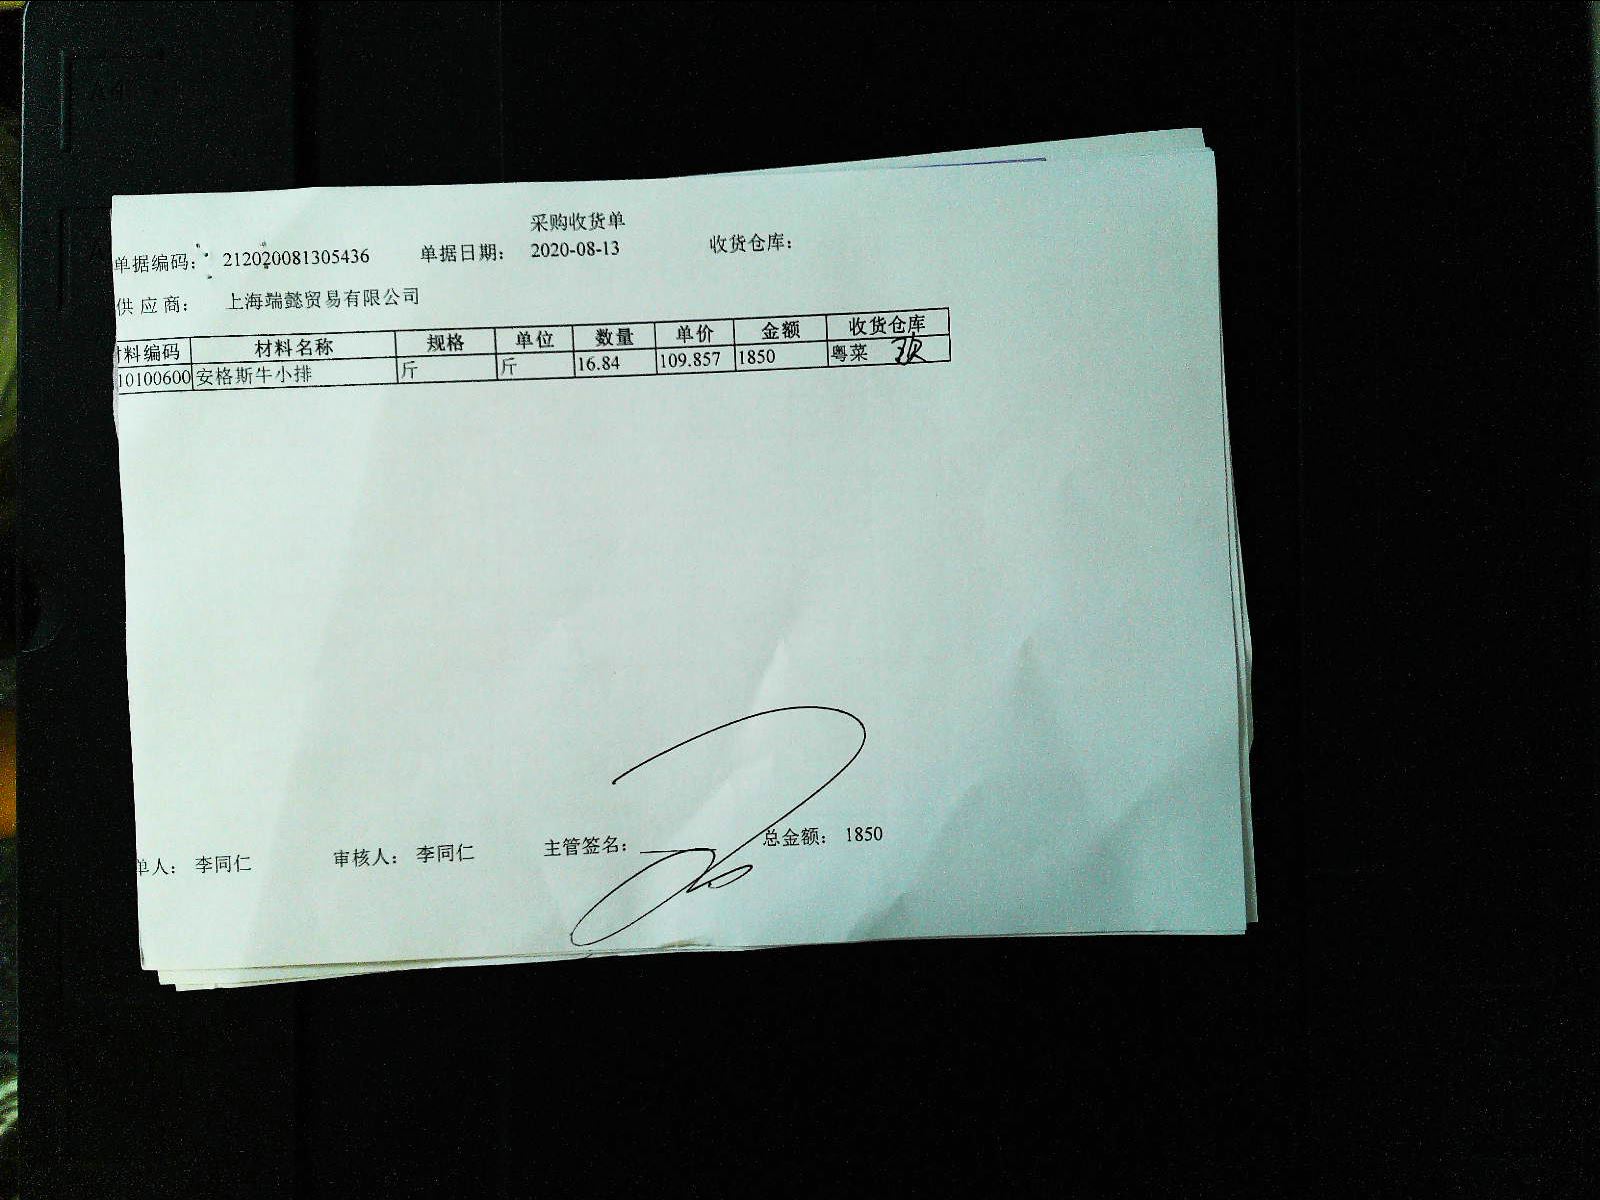 采购收货单
单据编码： 212020081305436 单据日期： 2020-08-13 收货仓库：
供应商： 上海端懿贸易有限公司
材料编码 材料名称 规格 单位 数量 单价 金额 收货仓库
10100600 安格斯牛小排 斤 斤 16.84 109.857 1850 粤菜
单人： 李同仁 审核人： 李同仁 主管签名： 总金额： 1850